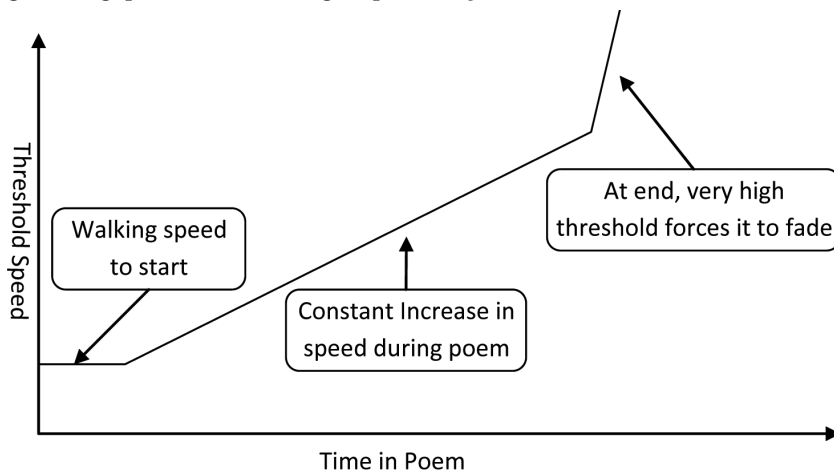 Threshold Speed
Walking speed
to start
Constant Increase in
speed during poem
At end, very high
threshold forces it to fade
Time in Poem